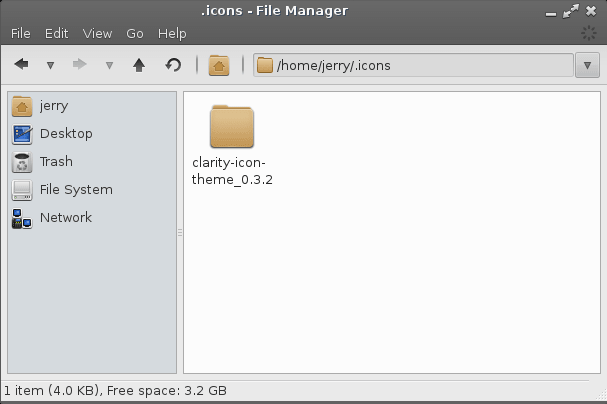 .icons - File Manager
File Edit View Go Help
/home/jerry/.icons
jerry
Desktop
Trash
File System
Network
clarity-icon-
theme_0.3.2
1 item (4.0 KB), Free space: 3.2 GB